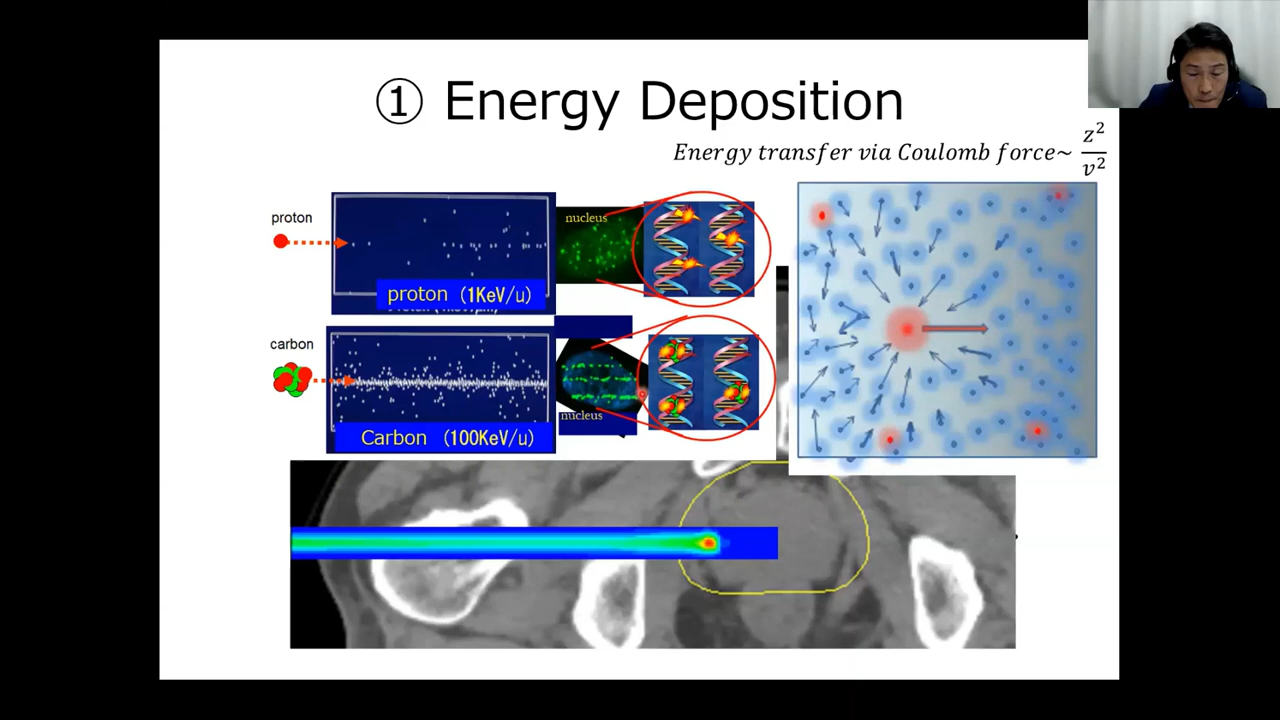 ① Energy Deposition
Energy transfer via Coulomb force~ z²/v²
proton
nucleus
proton (1KeV/u)
carbon
nucleus
Carbon (100KeV/u)